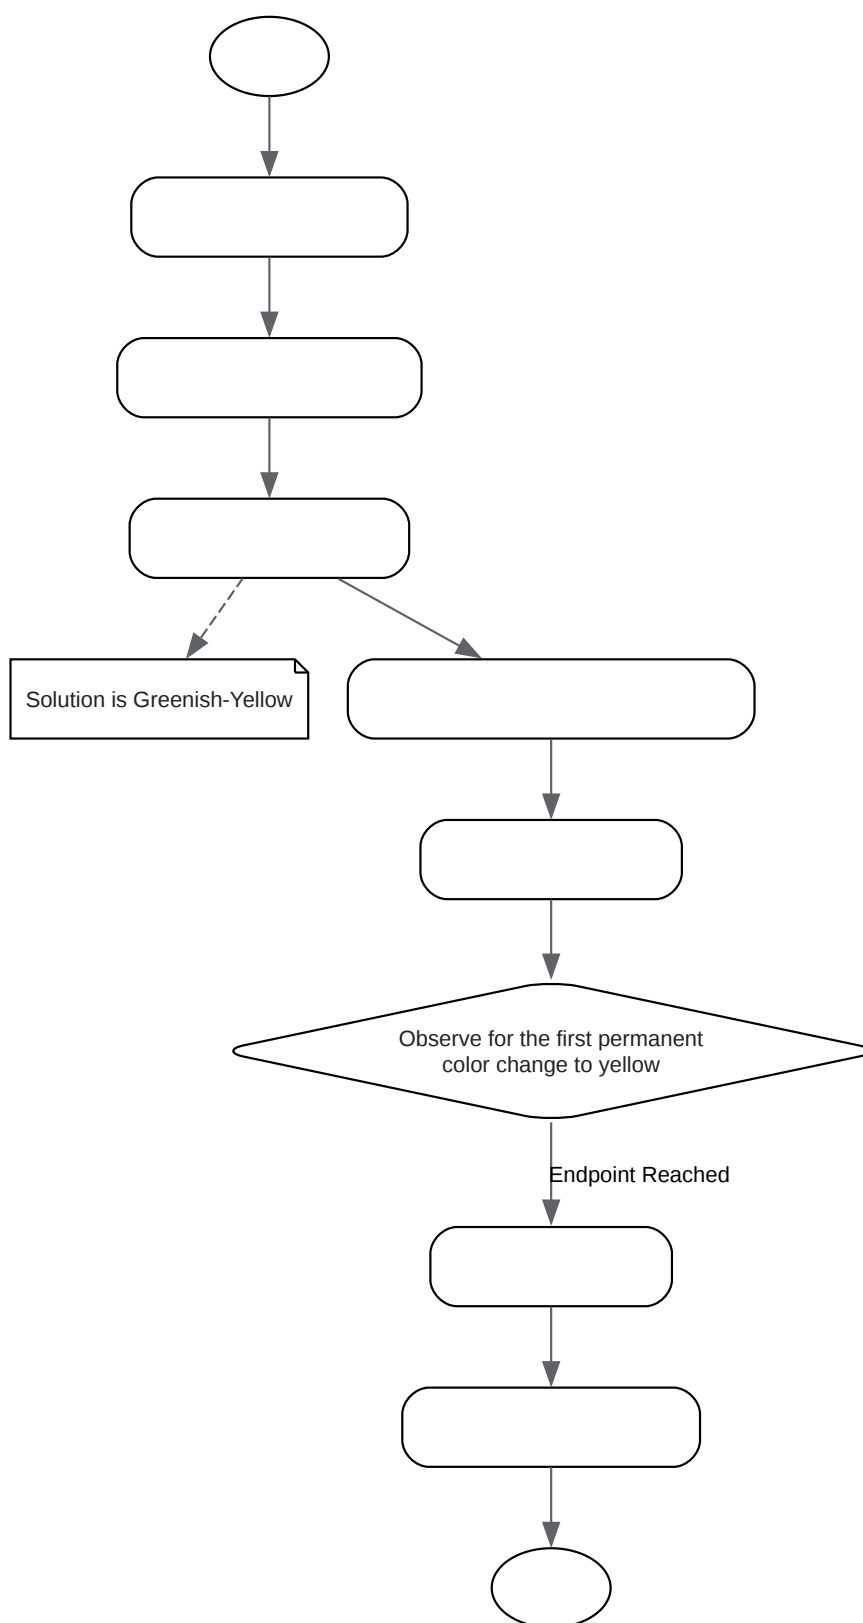 Solution is Greenish-Yellow
Observe for the first permanent
color change to yellow
Endpoint Reached